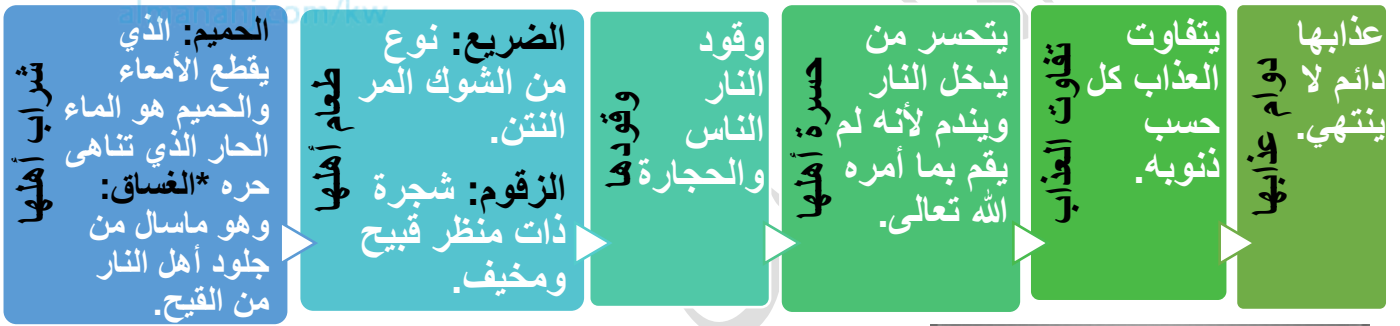 almanahj.com/kw
دوام عذابها
عذابها
دائم لا
ينتهي.
تفاوت العذاب
يتفاوت
العذاب كل
حسب
ذنوبه.
حسرة أهلها
يتحسر من
يدخل النار
ويندم لأنه لم
يقم بما أمره
الله تعالى.
وقودها
وقود
النار
الناس
والحجارة
طعام أهلها
الضريع: نوع
من الشوك المر
النتن.
الزقوم: شجرة
ذات منظر قبيح
ومخيف.
شراب أهلها
الحميم: الذي
يقطع الأمعاء
والحميم هو الماء
الحار الذي تناهى
حره *الغساق:
وهو ماسال من
جلود أهل النار
من القيح.